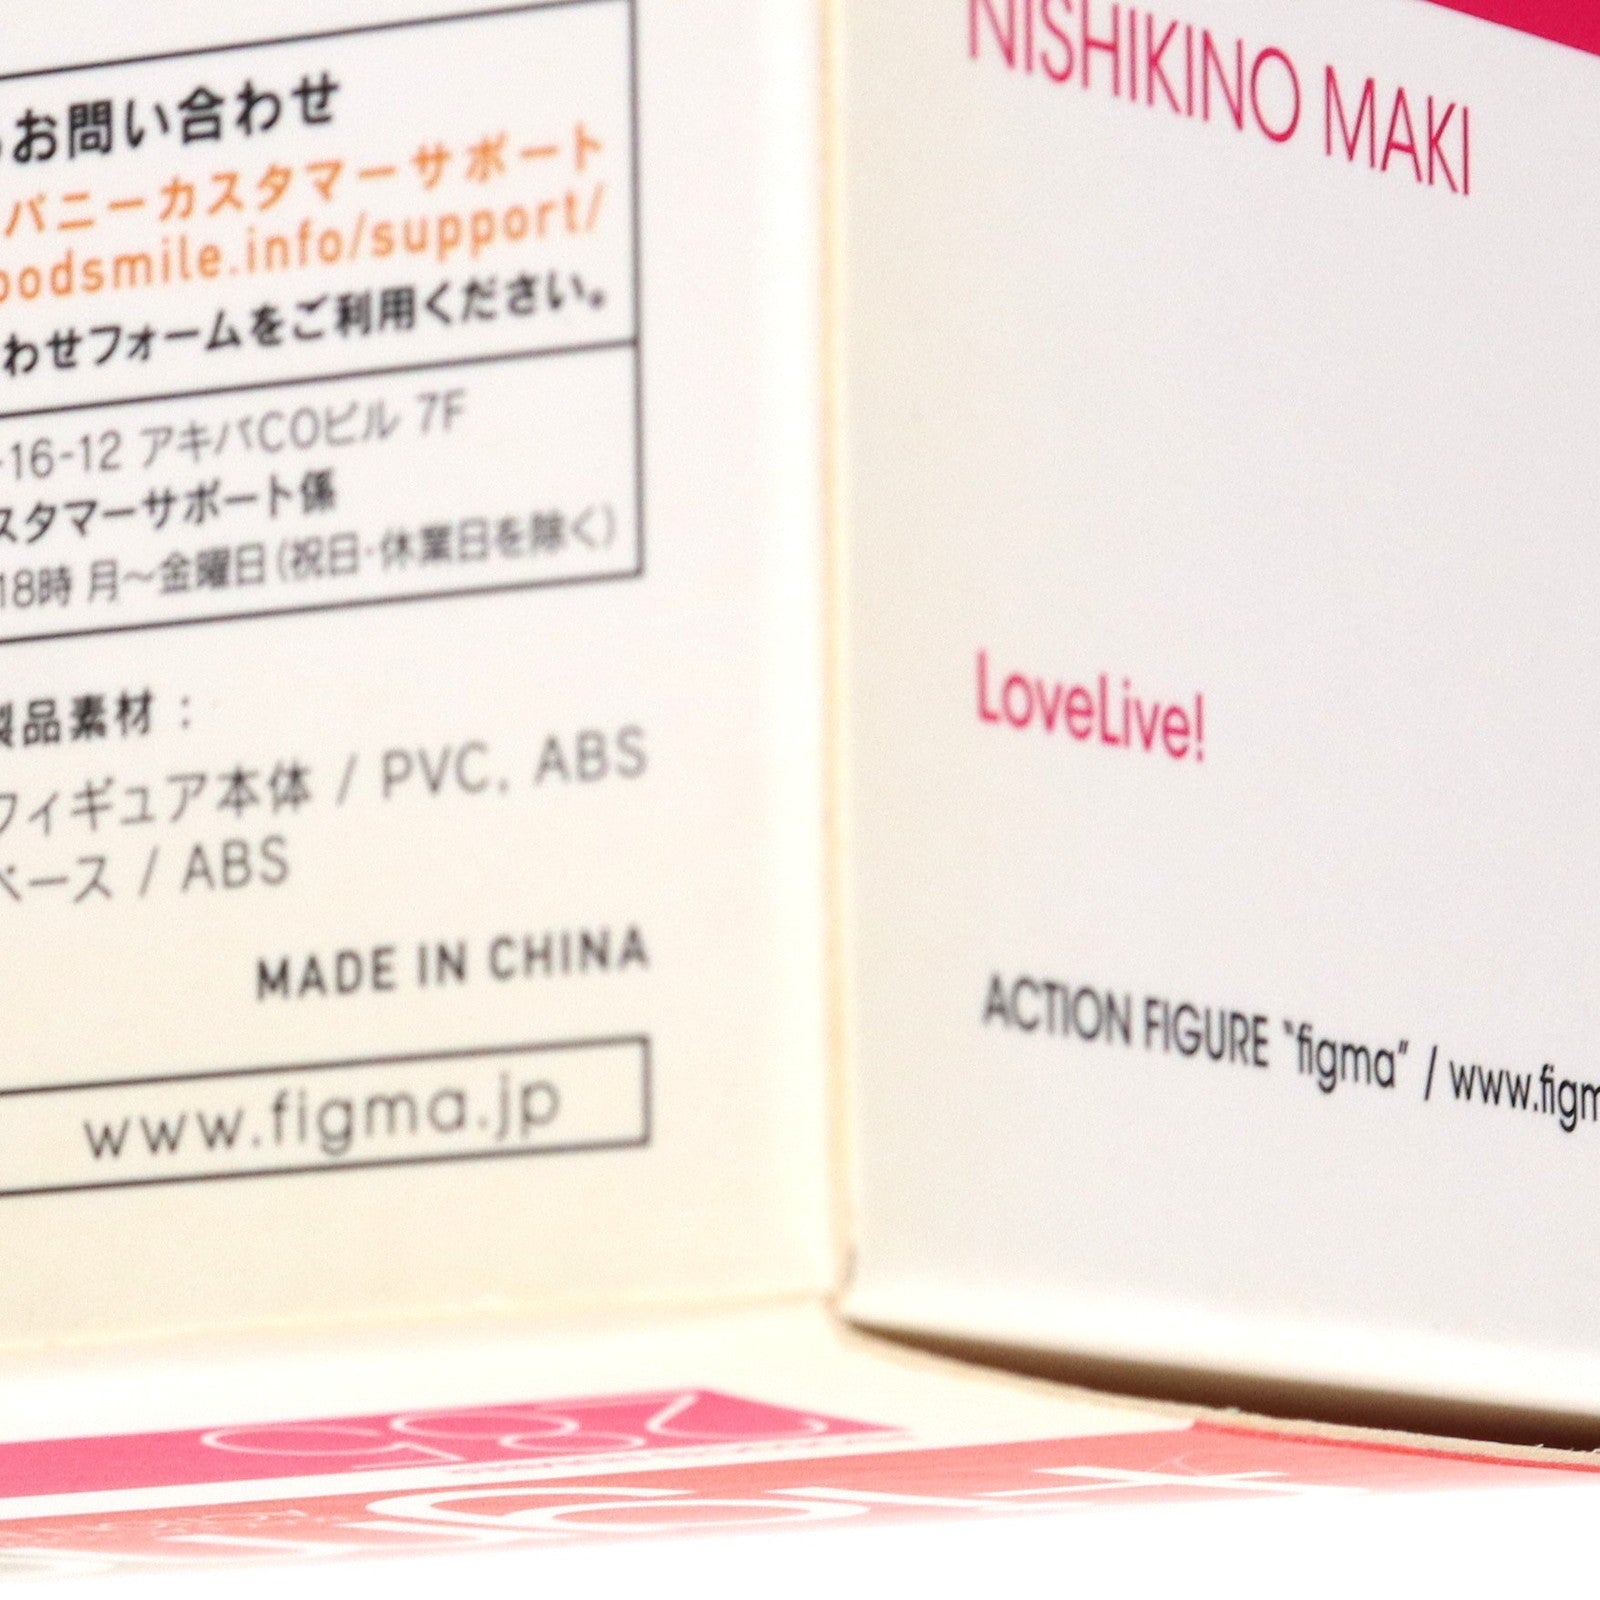 お問い合わせ
パニーカスタマーサポート
oodsmile.info/support/
わせフォームをご利用ください。
-16-12 アキバCOビル 7F
スタマーサポート係
18時 月～金曜日(祝日・休業日を除く)
製品素材：
フィギュア本体 / PVC, ABS
ベース / ABS
MADE IN CHINA
www.figma.jp
NISHIKINO MAKI
LoveLive!
ACTION FIGURE “figma” / www.figm